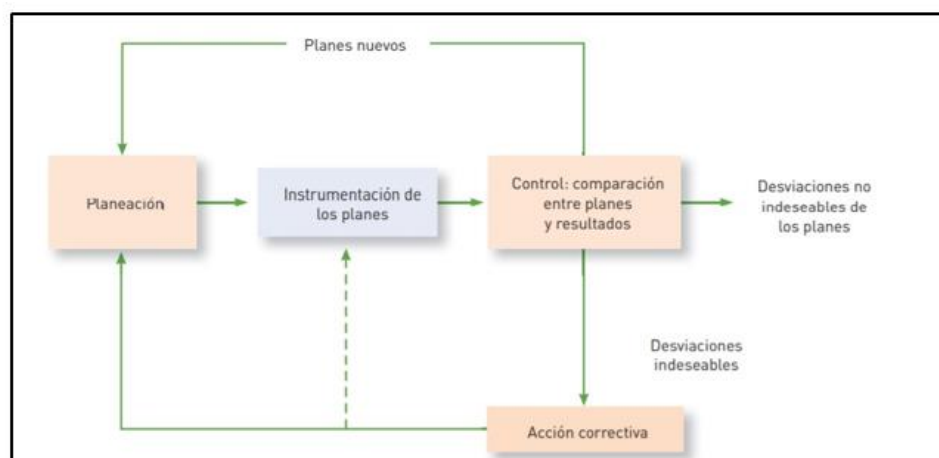 Planes nuevos
Planeación
Instrumentación de
los planes
Control: comparación
entre planes
y resultados
Desviaciones no
indeseables de
los planes
Desviaciones
indeseables
Acción correctiva